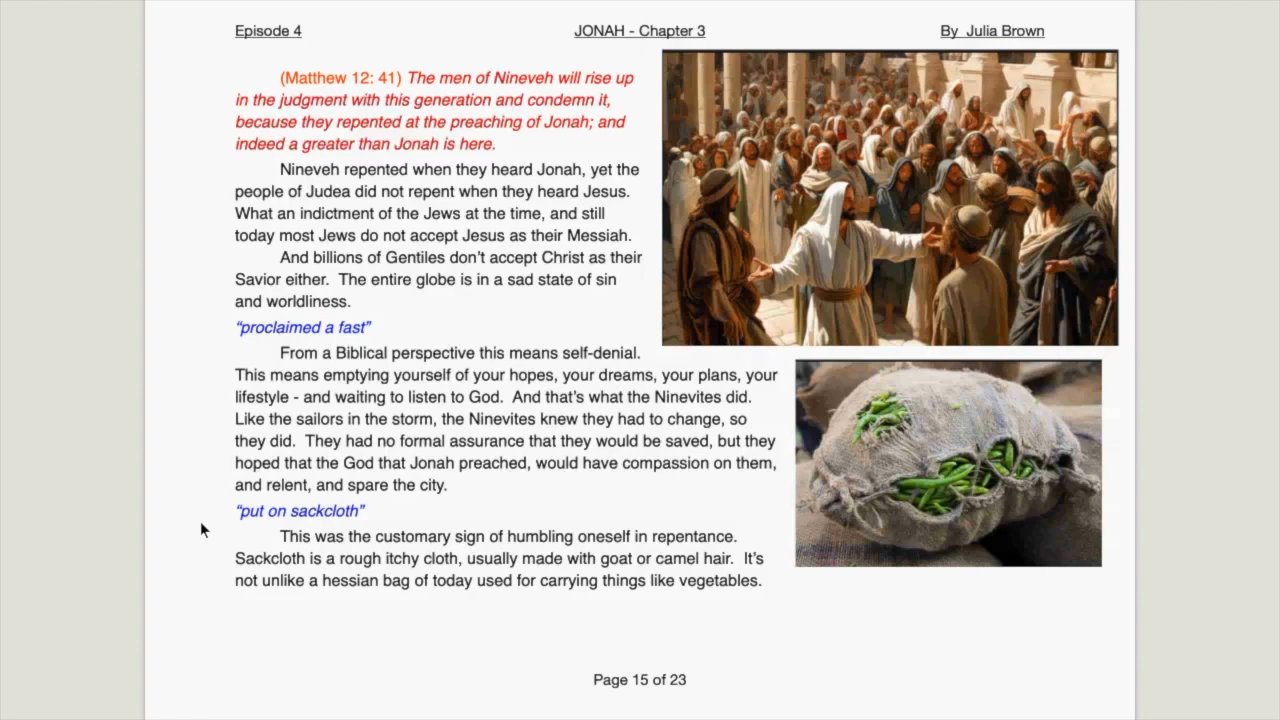 Episode 4 JONAH - Chapter 3 By Julia Brown
(Matthew 12: 41) The men of Nineveh will rise up
in the judgment with this generation and condemn it,
because they repented at the preaching of Jonah; and
indeed a greater than Jonah is here.
Nineveh repented when they heard Jonah, yet the
people of Judea did not repent when they heard Jesus.
What an indictment of the Jews at the time, and still
today most Jews do not accept Jesus as their Messiah.
And billions of Gentiles don’t accept Christ as their
Savior either. The entire globe is in a sad state of sin
and worldliness.
“proclaimed a fast”
From a Biblical perspective this means self-denial.
This means emptying yourself of your hopes, your dreams, your plans, your
lifestyle - and waiting to listen to God. And that’s what the Ninevites did.
Like the sailors in the storm, the Ninevites knew they had to change, so
they did. They had no formal assurance that they would be saved, but they
hoped that the God that Jonah preached, would have compassion on them,
and relent, and spare the city.
“put on sackcloth”
This was the customary sign of humbling oneself in repentance.
Sackcloth is a rough itchy cloth, usually made with goat or camel hair. It’s
not unlike a hessian bag of today used for carrying things like vegetables.
Page 15 of 23